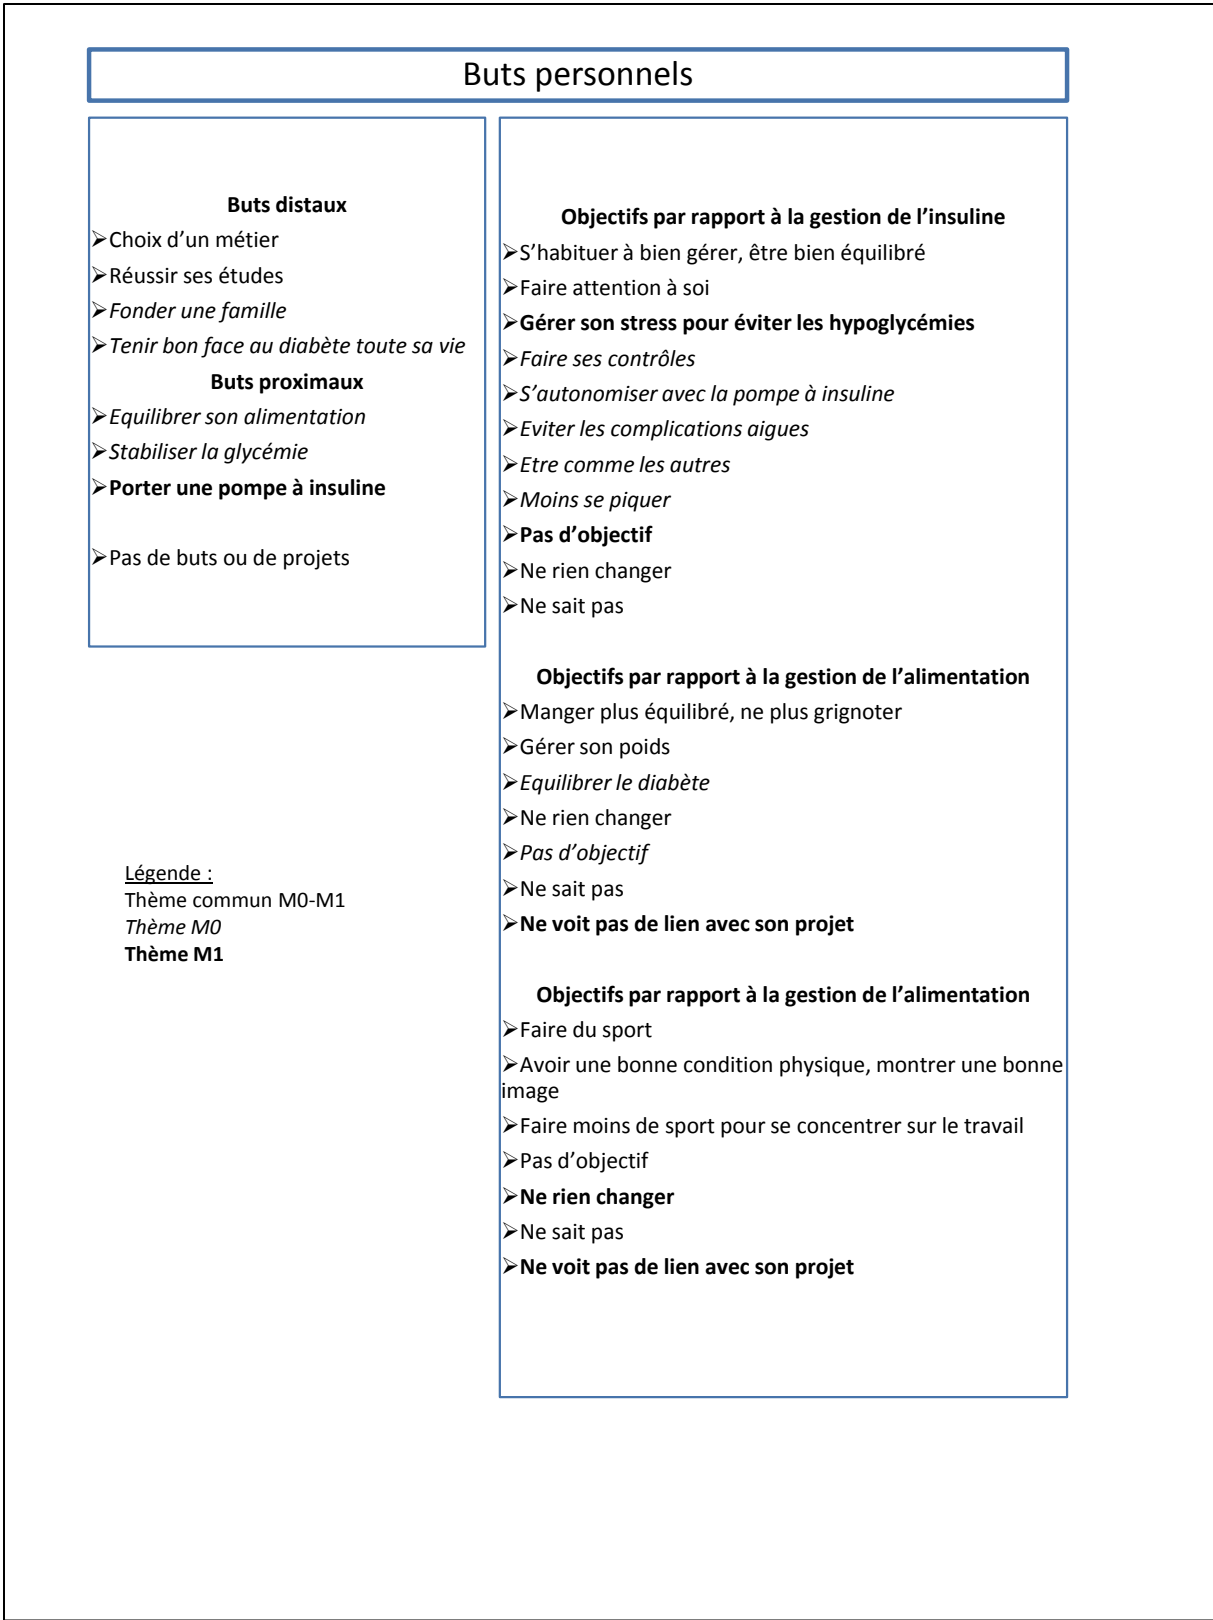 Buts personnels
Buts distaux
➢Choix d’un métier
➢Réussir ses études
➢Fonder une famille
➢Tenir bon face au diabète toute sa vie
Buts proximaux
➢Equilibrer son alimentation
➢Stabiliser la glycémie
➢Porter une pompe à insuline
➢Pas de buts ou de projets
Légende :
Thème commun M0-M1
Thème M0
Thème M1
Objectifs par rapport à la gestion de l’insuline
➢S’habituer à bien gérer, être bien équilibré
➢Faire attention à soi
➢Gérer son stress pour éviter les hypoglycémies
➢Faire ses contrôles
➢S’autonomiser avec la pompe à insuline
➢Eviter les complications aigues
➢Etre comme les autres
➢Moins se piquer
➢Pas d’objectif
➢Ne rien changer
➢Ne sait pas
Objectifs par rapport à la gestion de l’alimentation
➢Manger plus équilibré, ne plus grignoter
➢Gérer son poids
➢Equilibrer le diabète
➢Ne rien changer
➢Pas d’objectif
➢Ne sait pas
➢Ne voit pas de lien avec son projet
Objectifs par rapport à la gestion de l’alimentation
➢Faire du sport
➢Avoir une bonne condition physique, montrer une bonne
image
➢Faire moins de sport pour se concentrer sur le travail
➢Pas d’objectif
➢Ne rien changer
➢Ne sait pas
➢Ne voit pas de lien avec son projet